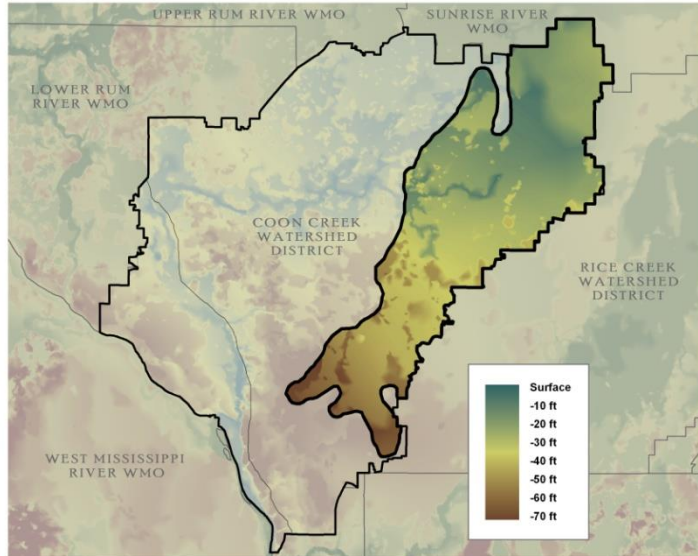 UPPER RUM RIVER WMO
SUNRISE RIVER
WMO
LOWER RUM
RIVER WMO
COON CREEK
WATERSHED
DISTRICT
RICE CREEK
WATERSHED
DISTRICT
WEST MISSISSIPPI
RIVER WMO
Surface
-10 ft
-20 ft
-30 ft
-40 ft
-50 ft
-60 ft
-70 ft